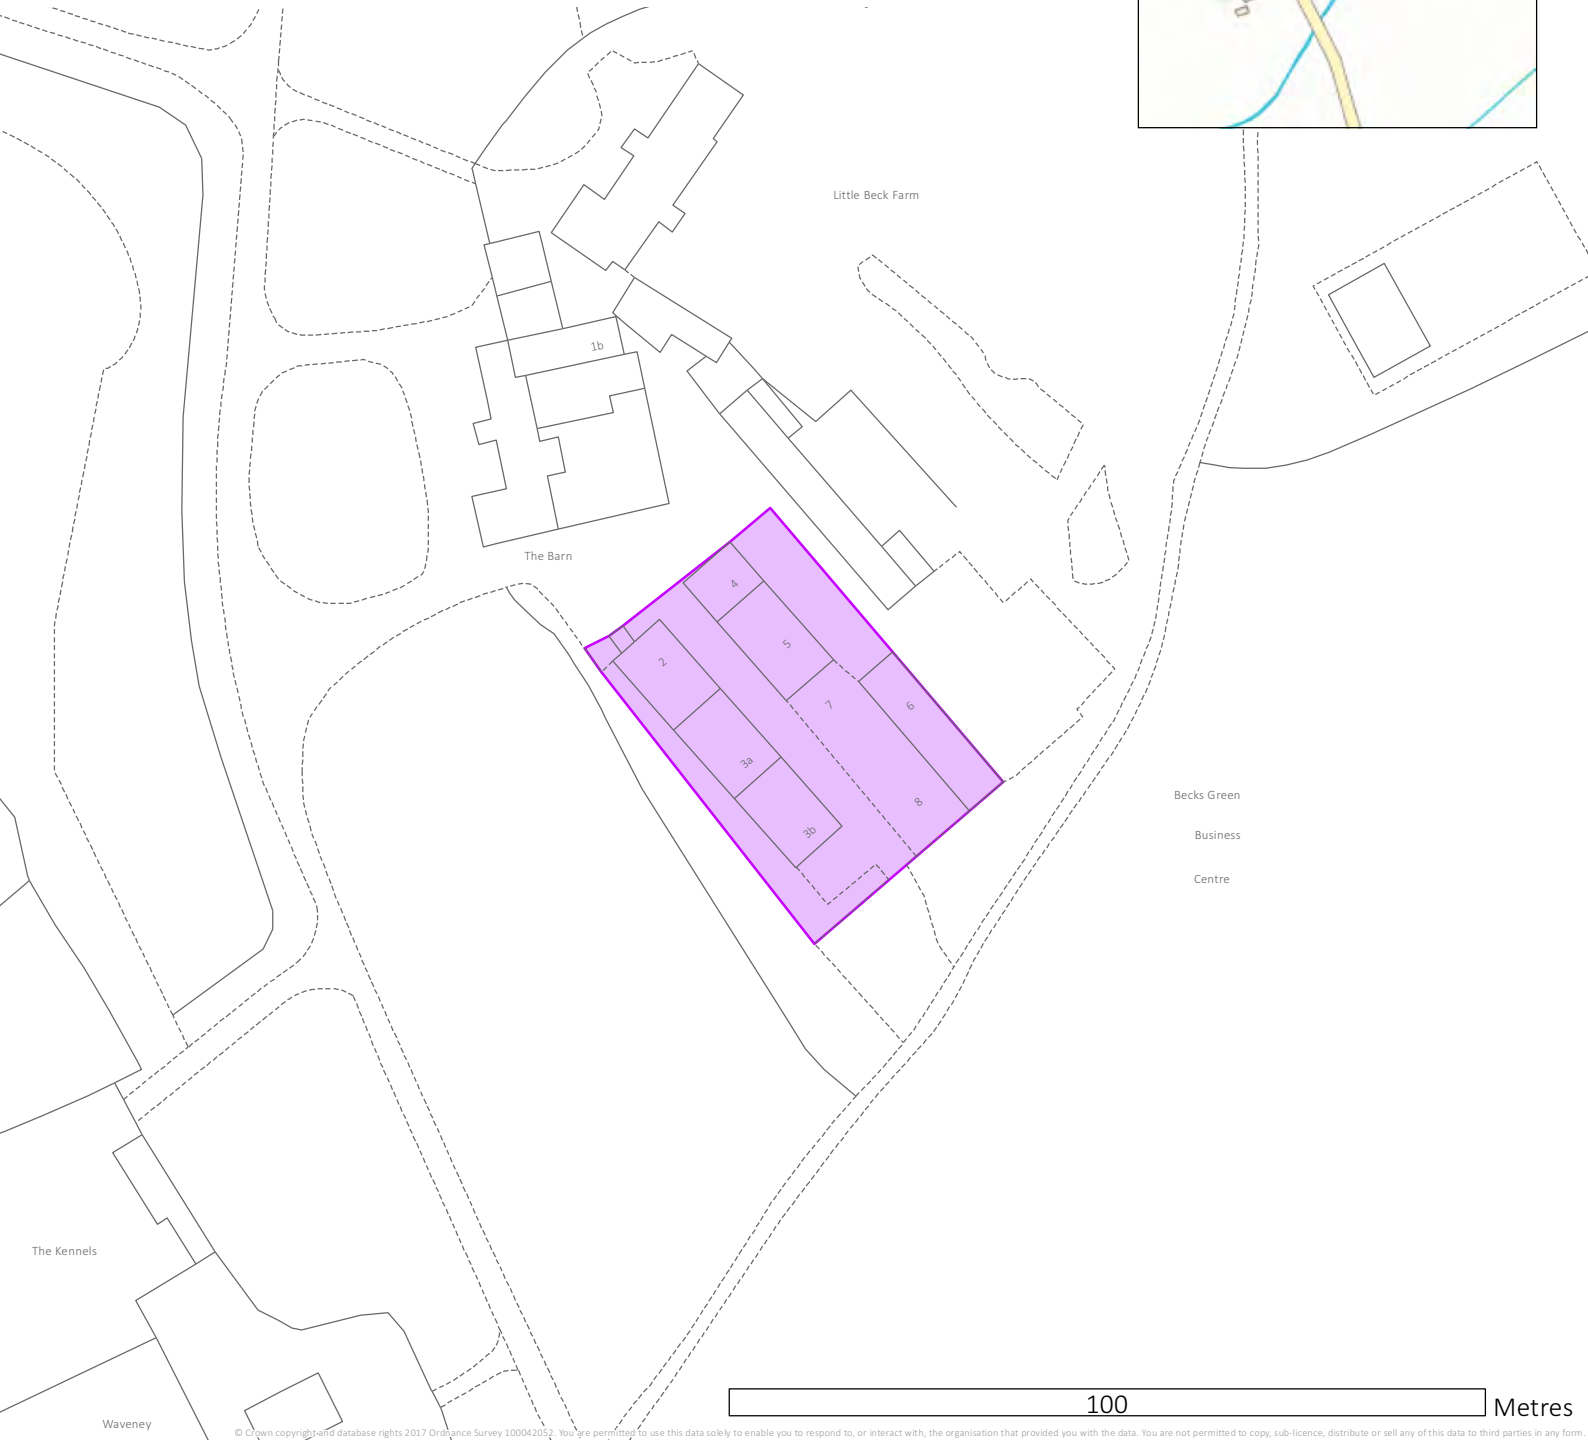 Little Beck Farm
1b
The Barn
4
5
2
7
6
3a
8
3b
Becks Green
Business
Centre
The Kennels
Waveney
100
Metres
© Crown copyright and database rights 2017 Ordnance Survey 100042052. You are permitted to use this data solely to enable you to respond to, or interact with, the organisation that provided you with the data. You are not permitted to copy, sub-licence, distribute or sell any of this data to third parties in any form.